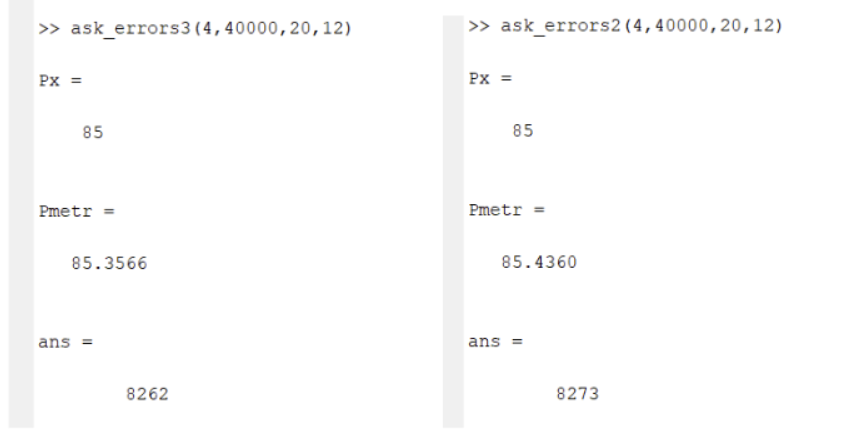 >> ask_errors3(4,40000,20,12)
Px =
85
Pmetr =
85.3566
ans =
8262
>> ask_errors2(4,40000,20,12)
Px =
85
Pmetr =
85.4360
ans =
8273